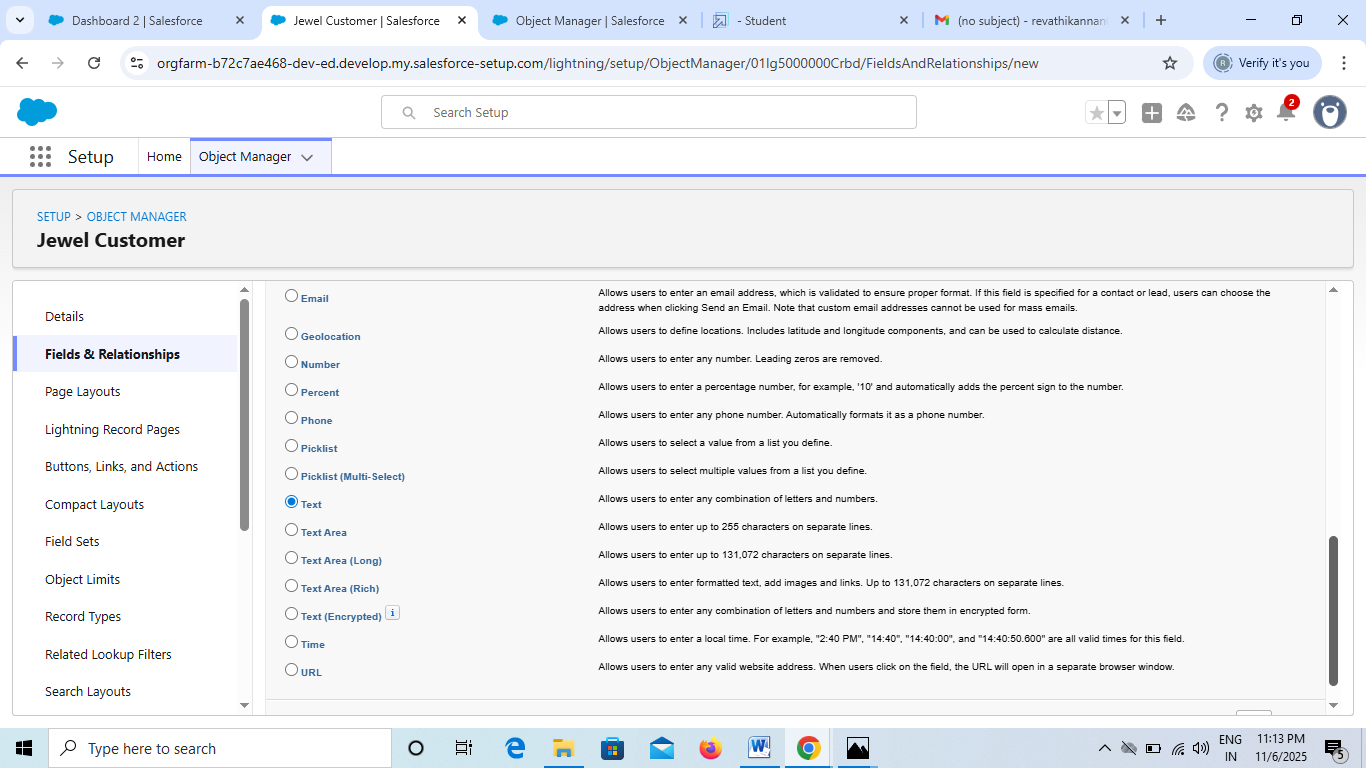 Dashboard 2 | Salesforce
Jewel Customer | Salesforce
Object Manager | Salesforce
- Student
(no subject) - revathikannan
orgfarm-b72c7ae468-dev-ed.develop.my.salesforce-setup.com/lightning/setup/ObjectManager/01Ig5000000Crbd/FieldsAndRelationships/new
R
Verify it's you
Search Setup
2
Setup
Home
Object Manager
SETUP > OBJECT MANAGER
Jewel Customer
Details
Fields & Relationships
Page Layouts
Lightning Record Pages
Buttons, Links, and Actions
Compact Layouts
Field Sets
Object Limits
Record Types
Related Lookup Filters
Search Layouts
Email
Allows users to enter an email address, which is validated to ensure proper format. If this field is specified for a contact or lead, users can choose the
address when clicking Send an Email. Note that custom email addresses cannot be used for mass emails.
Geolocation
Allows users to define locations. Includes latitude and longitude components, and can be used to calculate distance.
Number
Allows users to enter any number. Leading zeros are removed.
Percent
Allows users to enter a percentage number, for example, '10' and automatically adds the percent sign to the number.
Phone
Allows users to enter any phone number. Automatically formats it as a phone number.
Picklist
Allows users to select a value from a list you define.
Picklist (Multi-Select)
Allows users to select multiple values from a list you define.
Text
Allows users to enter any combination of letters and numbers.
Text Area
Allows users to enter up to 255 characters on separate lines.
Text Area (Long)
Allows users to enter up to 131,072 characters on separate lines.
Text Area (Rich)
Allows users to enter formatted text, add images and links. Up to 131,072 characters on separate lines.
Text (Encrypted)
i
Allows users to enter any combination of letters and numbers and store them in encrypted form.
Time
Allows users to enter a local time. For example, "2:40 PM", "14:40", "14:40:00", and "14:40:50.600" are all valid times for this field.
URL
Allows users to enter any valid website address. When users click on the field, the URL will open in a separate browser window.
Type here to search
ENG
IN
11:13 PM
11/6/2025
5